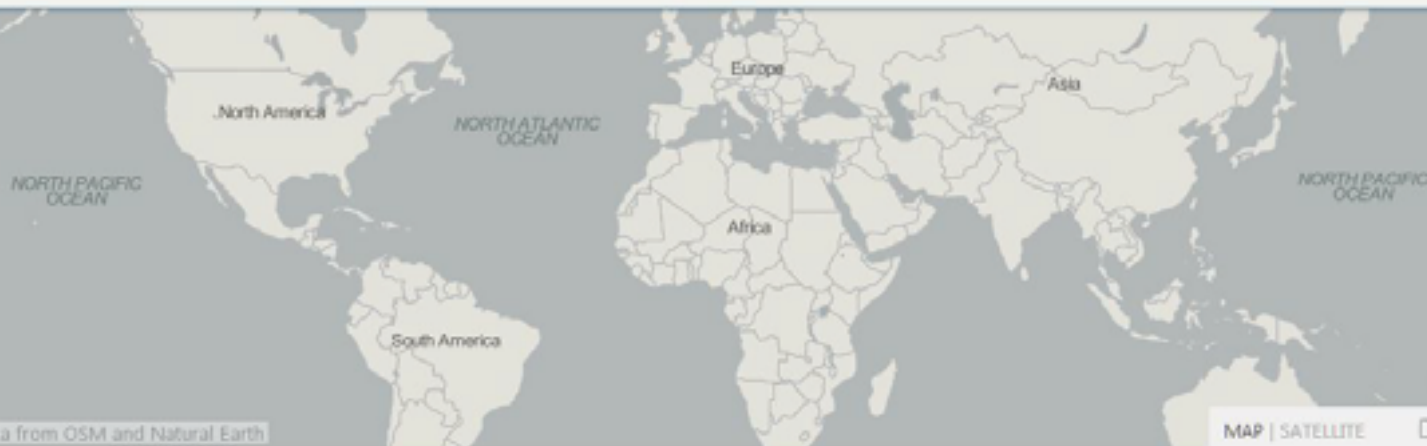 Europe
Asia
North America
NORTH ATLANTIC
OCEAN
NORTH PACIFIC
OCEAN
NORTH PACIFIC
OCEAN
Africa
South America
a from OSM and Natural Earth
MAP | SATELLITE